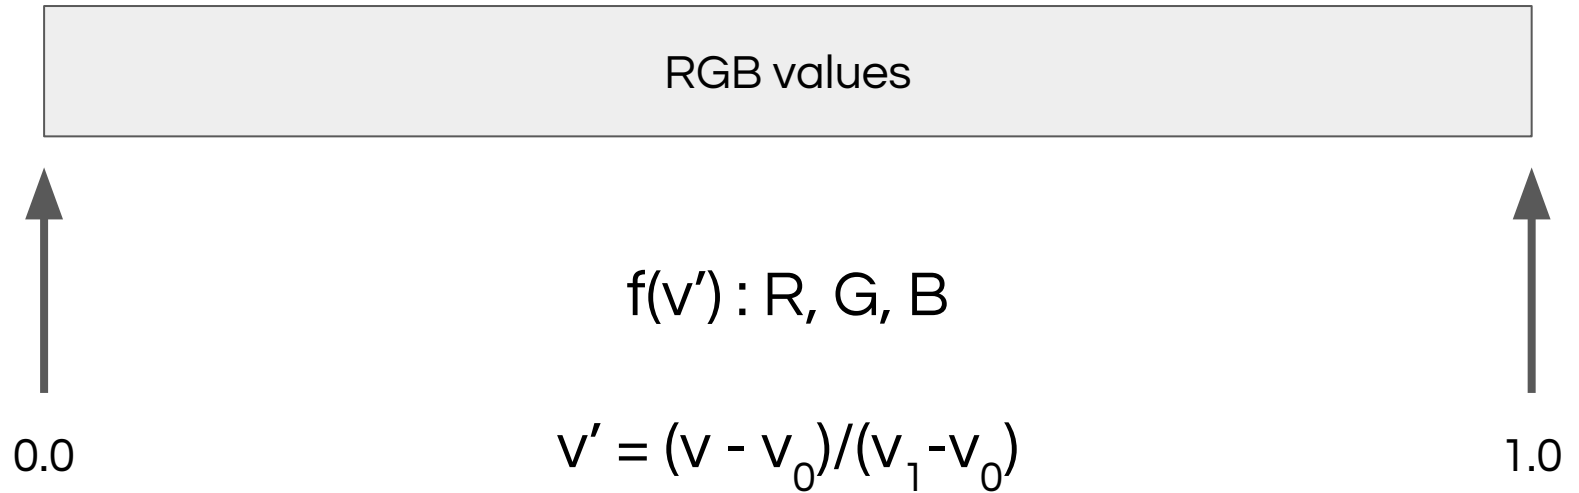 RGB values
f(v’) : R, G, B
0.0
v’ = (v - v₀)/(v₁-v₀)
1.0